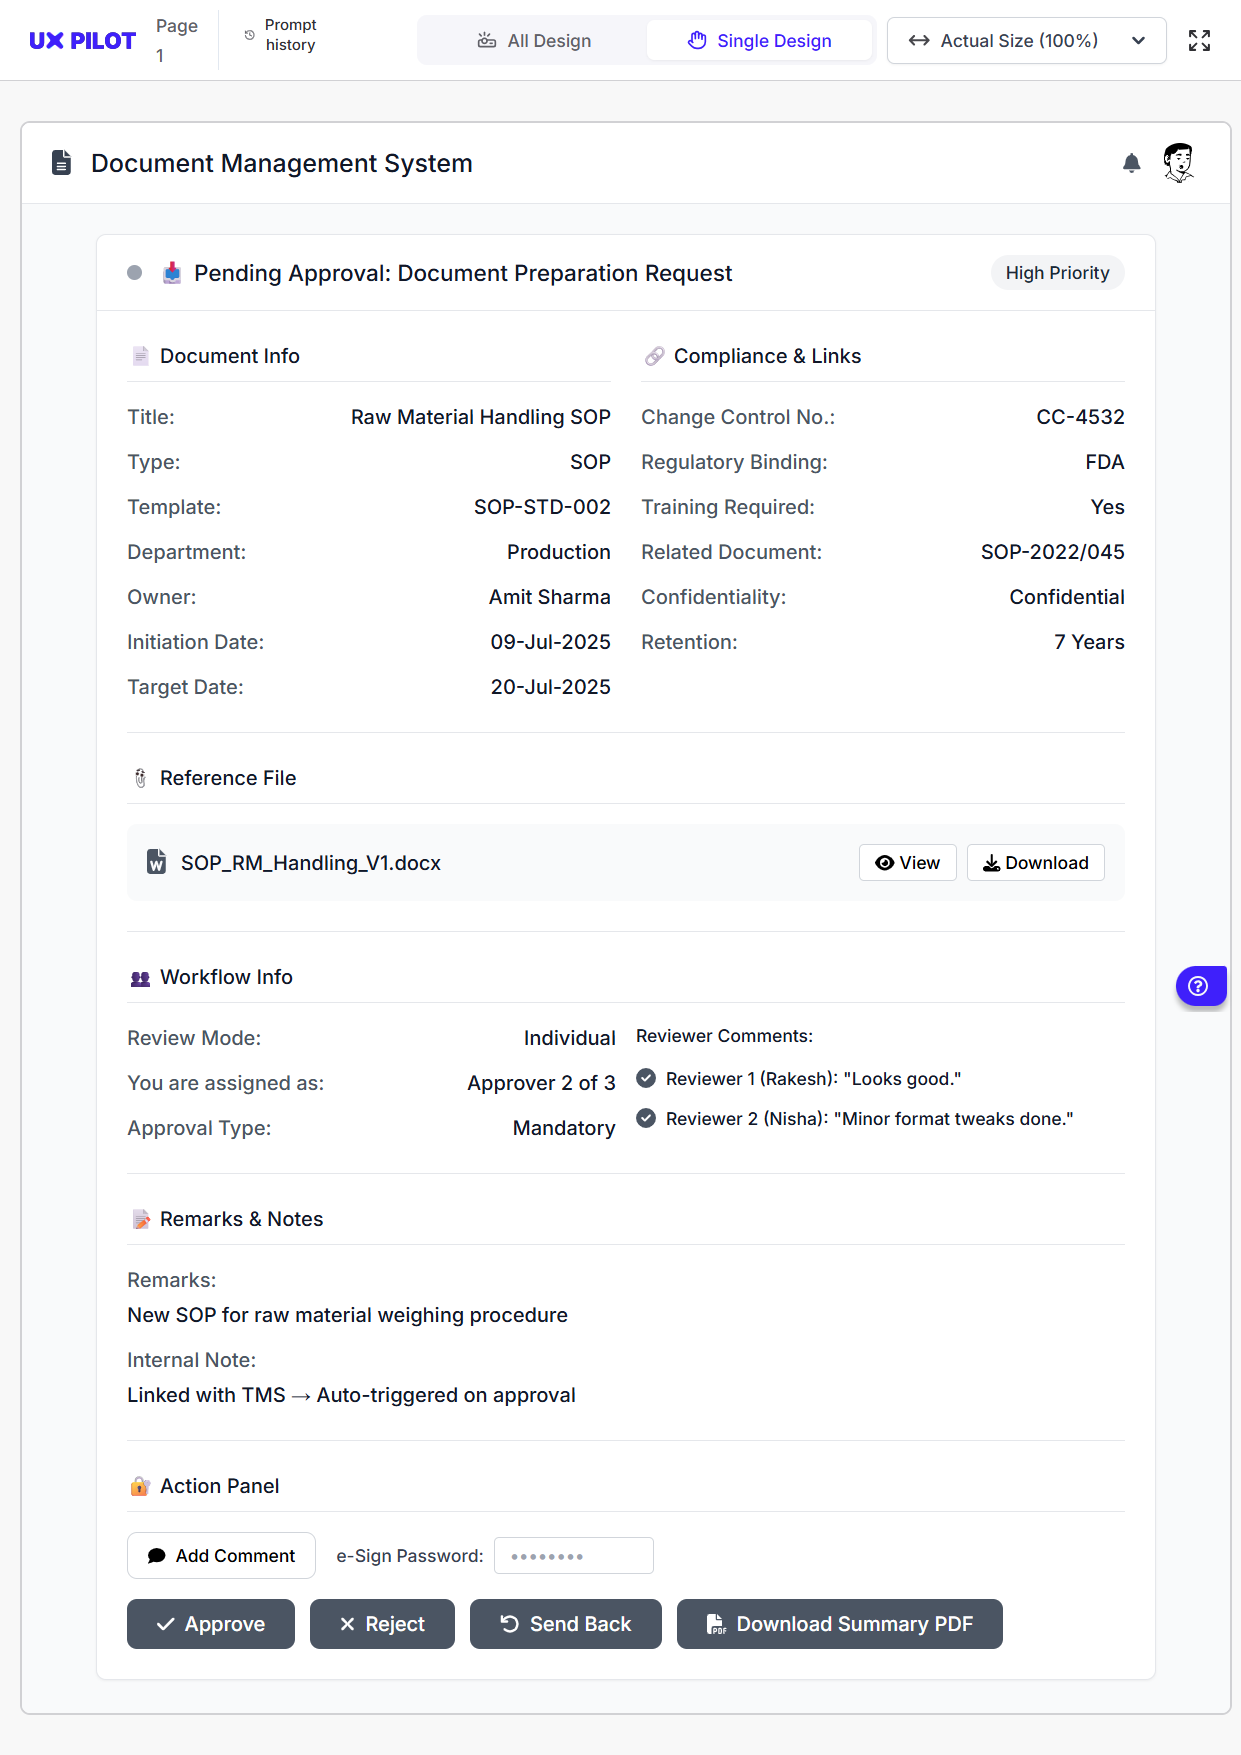 UX PILOT
Page 1
Prompt history
All Design
Single Design
Actual Size (100%)
Document Management System
Pending Approval: Document Preparation Request
High Priority
Document Info
Title: Raw Material Handling SOP
Type: SOP
Template: SOP-STD-002
Department: Production
Owner: Amit Sharma
Initiation Date: 09-Jul-2025
Target Date: 20-Jul-2025
Compliance & Links
Change Control No.: CC-4532
Regulatory Binding: FDA
Training Required: Yes
Related Document: SOP-2022/045
Confidentiality: Confidential
Retention: 7 Years
Reference File
SOP_RM_Handling_V1.docx
View
Download
Workflow Info
Review Mode: Individual
You are assigned as: Approver 2 of 3
Approval Type: Mandatory
Reviewer Comments:
Reviewer 1 (Rakesh): "Looks good."
Reviewer 2 (Nisha): "Minor format tweaks done."
Remarks & Notes
Remarks:
New SOP for raw material weighing procedure
Internal Note:
Linked with TMS → Auto-triggered on approval
Action Panel
Add Comment
e-Sign Password: ••••••••
Approve
Reject
Send Back
Download Summary PDF